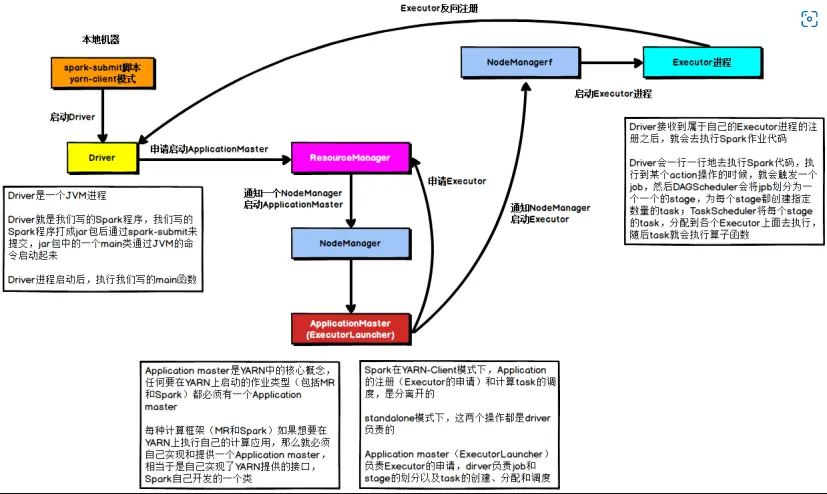 Executor反向注册
本地机器
spark-submit脚本
yarn-client模式
NodeManagerf
Executor进程
启动Executor进程
启动Driver
Driver
申请启动ApplicationMaster
ResourceManager
申请Executor
通知一个NodeManager
启动ApplicationMaster
通知NodeManager
启动Executor
NodeManager
ApplicationMaster
(ExecutorLauncher)
Driver是一个JVM进程
Driver就是我们写的Spark程序，我们写的
Spark程序打成jar包后通过spark-submit来
提交，jar包中的一个main类通过JVM的命
令启动起来
Driver进程启动后，执行我们写的main函数
Driver接收到属于自己的Executor进程的注
册之后，就会去执行Spark作业代码
Driver会一行一行地去执行Spark代码，执
行到某个action操作的时候，就会触发一个
job，然后DAGScheduler会将jpb划分为一
个一个的stage，为每个stage都创建指定
数量的task；TaskScheduler将每个stage
的task，分配到各个Executor上面去执行，
随后task就会执行算子函数
Application master是YARN中的核心概念，
任何要在YARN上启动的作业类型（包括MR
和Spark）都必须有一个Application
master
每种计算框架（MR和Spark）如果想要在
YARN上执行自己的计算应用，那么就必须
自己实现和提供一个Application master，
相当于是自己实现了YARN提供的接口，
Spark自己开发的一个类
Spark在YARN-Client模式下，Application
的注册（Executor的申请）和计算task的调
度，是分离开的
standalone模式下，这两个操作都是driver
负责的
Application master（ExecutorLauncher）
负责Executor的申请，dirver负责job和
stage的划分以及task的创建、分配和调度